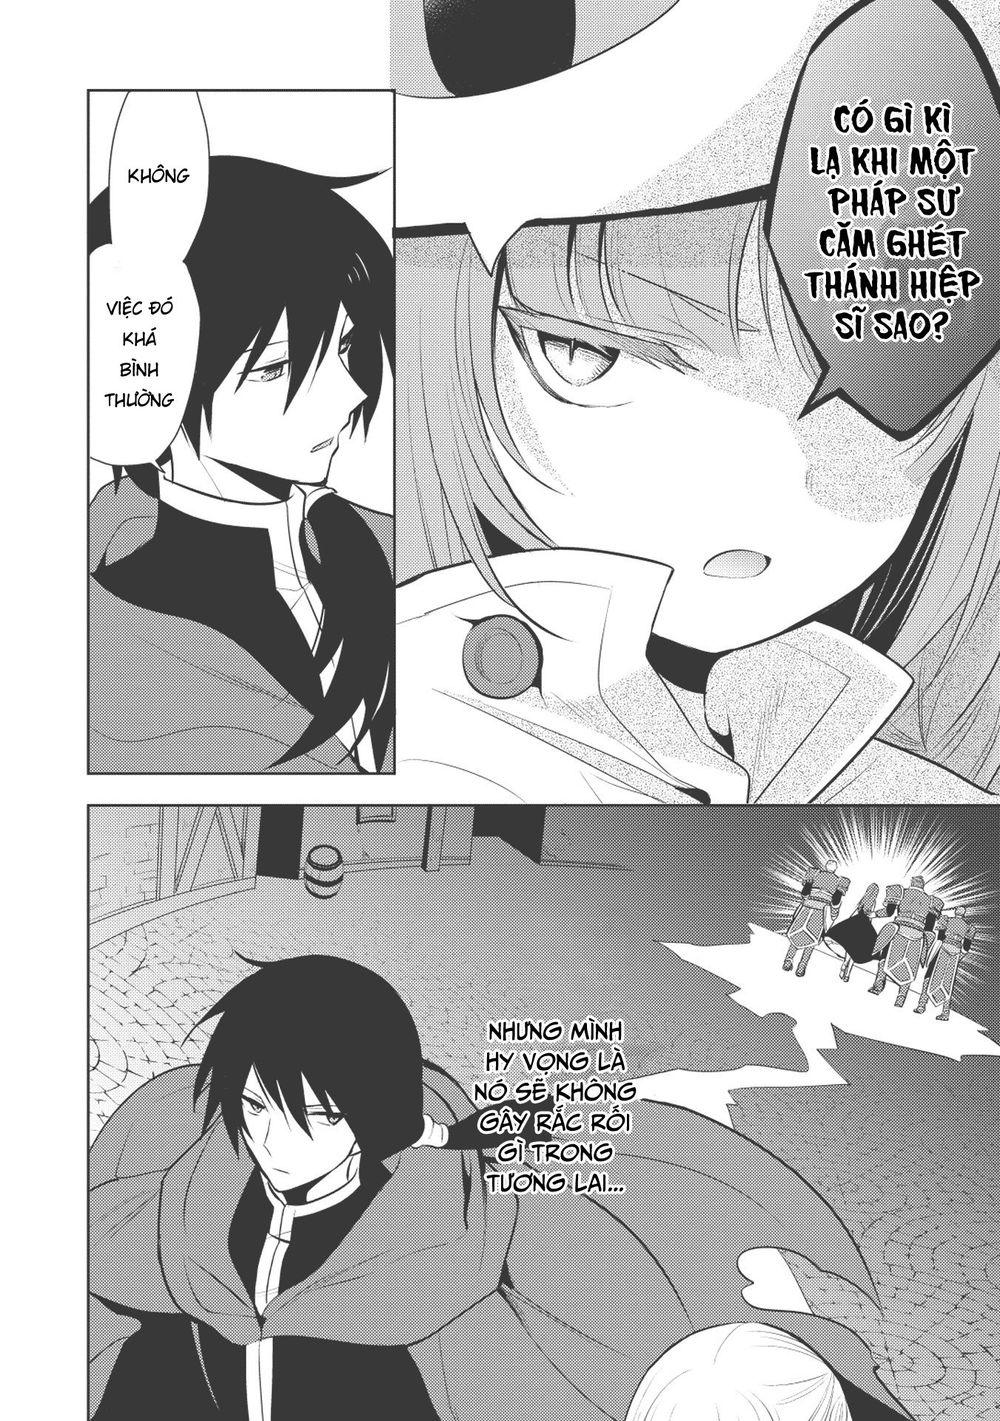 CÓ GÌ KÌ
LẠ KHI MỘT
PHÁP SƯ
CĂM GHÉT
THÁNH HIỆP
SĨ SAO?
KHÔNG
VIỆC ĐÓ
KHÁ
BÌNH
THƯỜNG
NHƯNG MÌNH
HY VỌNG LÀ
NÓ SẼ KHÔNG
GÂY RẮC RỐI
GÌ TRONG
TƯƠNG LAI...